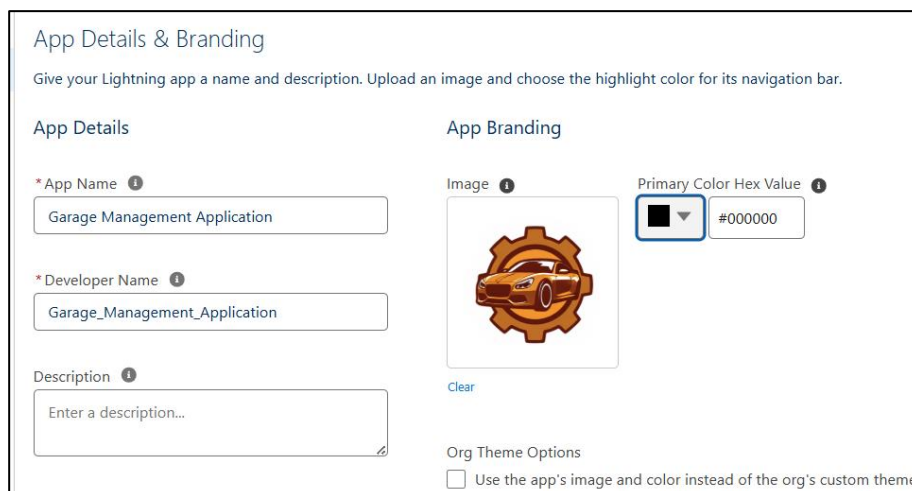 App Details & Branding
Give your Lightning app a name and description. Upload an image and choose the highlight color for its navigation bar.
App Details
App Branding
*App Name
Image
Primary Color Hex Value
Garage Management Application
#000000
*Developer Name
Garage_Management_Application
Description
Clear
Enter a description...
Org Theme Options
Use the app's image and color instead of the org's custom theme